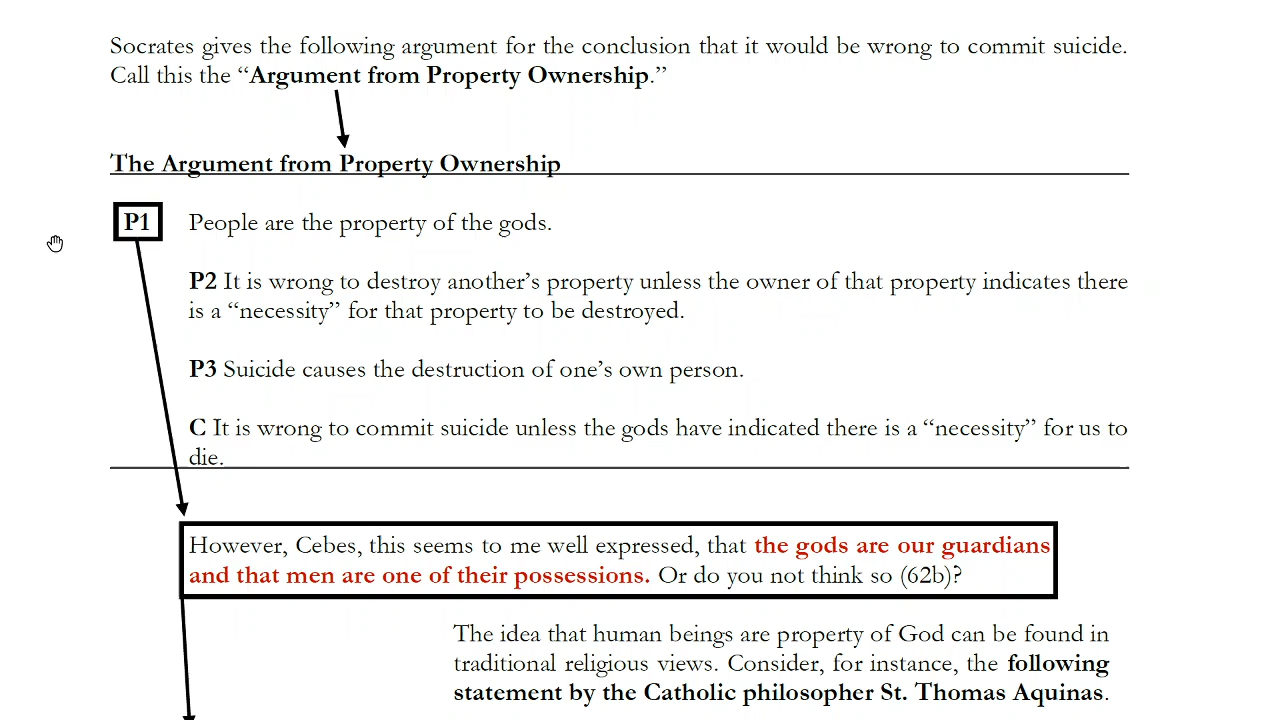 Socrates gives the following argument for the conclusion that it would be wrong to commit suicide.
Call this the “Argument from Property Ownership.”
The Argument from Property Ownership
P1 People are the property of the gods.
P2 It is wrong to destroy another’s property unless the owner of that property indicates there
is a “necessity” for that property to be destroyed.
P3 Suicide causes the destruction of one’s own person.
C It is wrong to commit suicide unless the gods have indicated there is a “necessity” for us to
die.
However, Cebes, this seems to me well expressed, that the gods are our guardians
and that men are one of their possessions. Or do you not think so (62b)?
The idea that human beings are property of God can be found in
traditional religious views. Consider, for instance, the following
statement by the Catholic philosopher St. Thomas Aquinas.